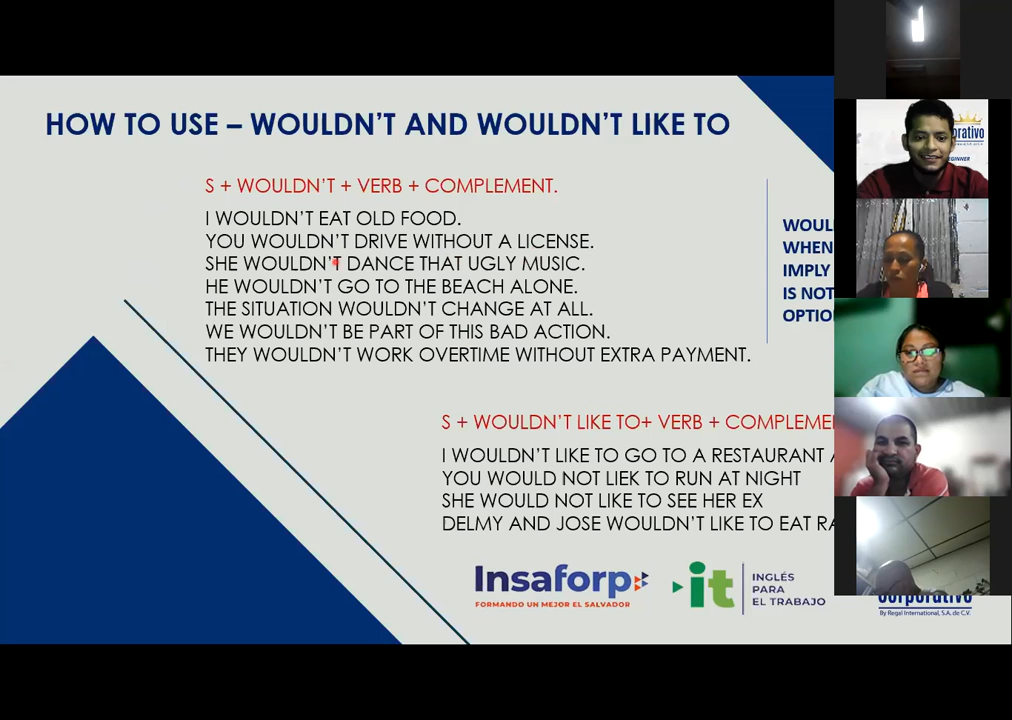 HOW TO USE – WOULDN'T AND WOULDN'T LIKE TO
S + WOULDN'T + VERB + COMPLEMENT.
I WOULDN'T EAT OLD FOOD.
YOU WOULDN'T DRIVE WITHOUT A LICENSE.
SHE WOULDN'T DANCE THAT UGLY MUSIC.
HE WOULDN'T GO TO THE BEACH ALONE.
THE SITUATION WOULDN'T CHANGE AT ALL.
WE WOULDN'T BE PART OF THIS BAD ACTION.
THEY WOULDN'T WORK OVERTIME WITHOUT EXTRA PAYMENT.
WOUL
WHEN
IMPLY
IS NOT
OPTIO
S + WOULDN'T LIKE TO+ VERB + COMPLEME
I WOULDN'T LIKE TO GO TO A RESTAURANT
YOU WOULD NOT LIEK TO RUN AT NIGHT
SHE WOULD NOT LIKE TO SEE HER EX
DELMY AND JOSE WOULDN'T LIKE TO EAT RA
Insaforp
FORMANDO UN MEJOR EL SALVADOR
it
INGLÉS
PARA
EL TRABAJO
Corporativo
By Regal International, S.A. de C.V.
orativo
GINNER